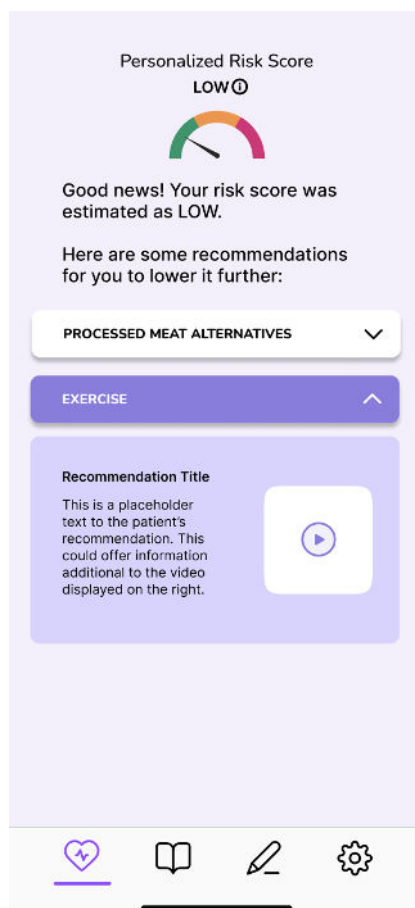 Personalized Risk Score
LOW
Good news! Your risk score was
estimated as LOW.
Here are some recommendations
for you to lower it further:
PROCESSED MEAT ALTERNATIVES
EXERCISE
Recommendation Title
This is a placeholder
text to the patient's
recommendation. This
could offer information
additional to the video
displayed on the right.